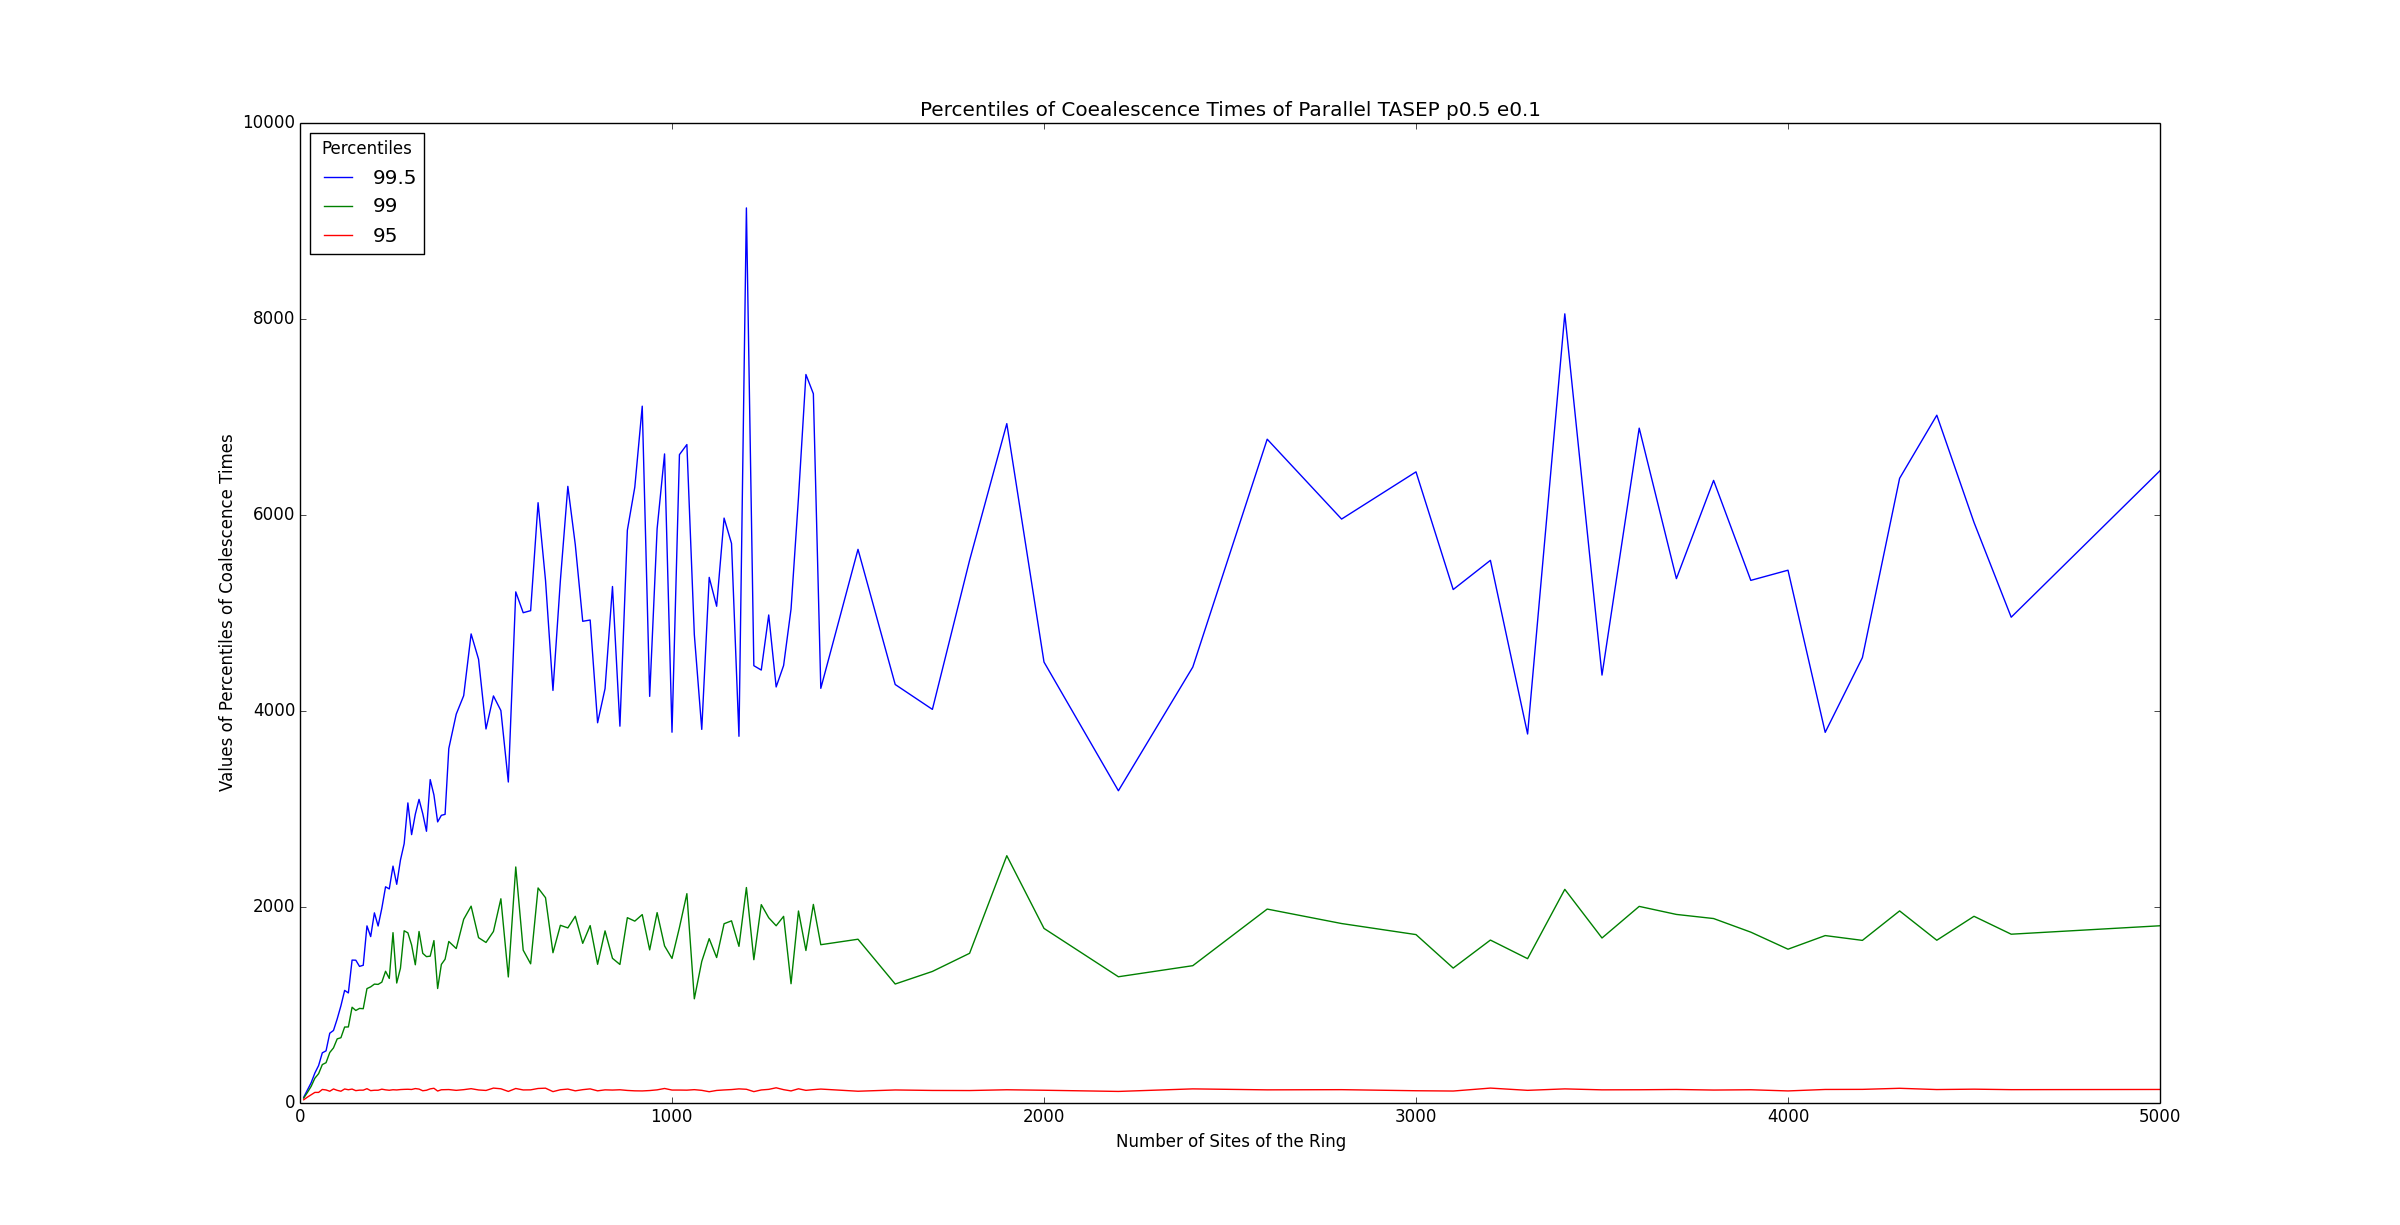 Percentiles of Coealescence Times of Parallel TASEP p0.5 e0.1
10000
8000
6000
4000
2000
0
Percentiles
99.5
99
95
Values of Percentiles of Coalescence Times
0 1000 2000 3000 4000 5000
Number of Sites of the Ring